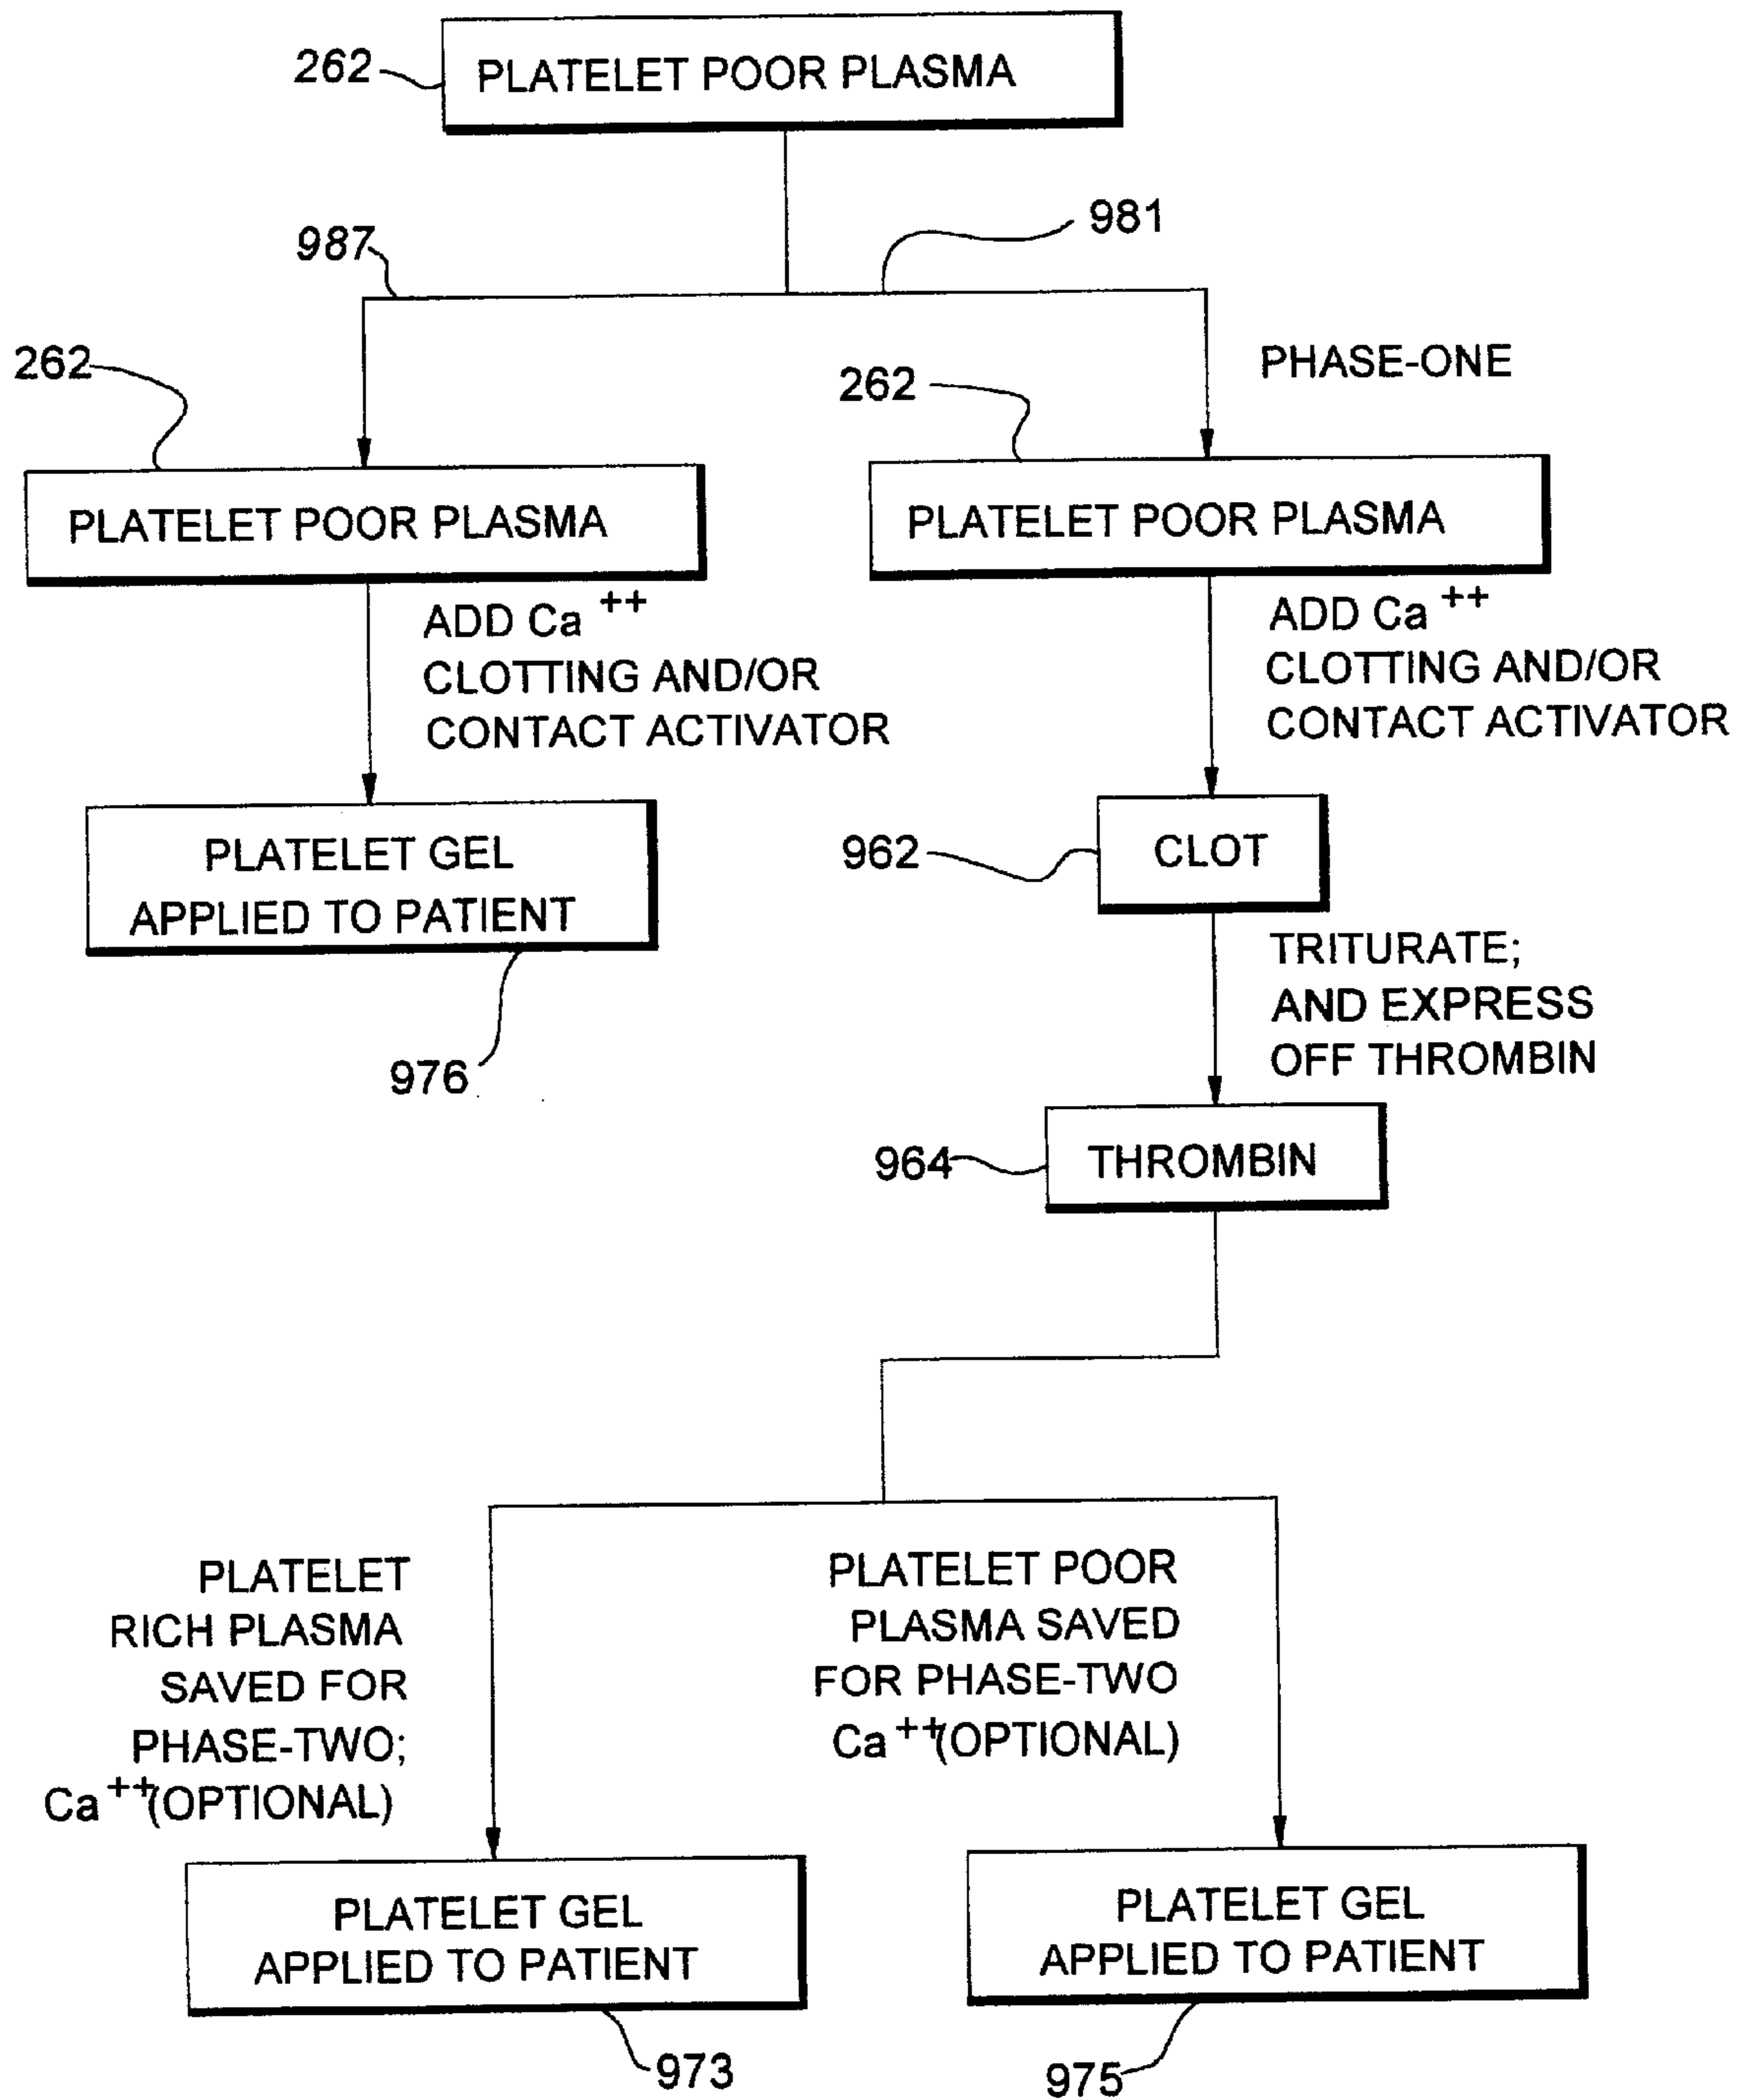 262
PLATELET POOR PLASMA
987
981
262
262
PHASE-ONE
PLATELET POOR PLASMA
PLATELET POOR PLASMA
ADD Ca ++
CLOTTING AND/OR
CONTACT ACTIVATOR
ADD Ca ++
CLOTTING AND/OR
CONTACT ACTIVATOR
PLATELET GEL
APPLIED TO PATIENT
976
962
CLOT
TRITURATE;
AND EXPRESS
OFF THROMBIN
964
THROMBIN
PLATELET
RICH PLASMA
SAVED FOR
PHASE-TWO;
Ca ++(OPTIONAL)
PLATELET POOR
PLASMA SAVED
FOR PHASE-TWO
Ca ++(OPTIONAL)
PLATELET GEL
APPLIED TO PATIENT
973
PLATELET GEL
APPLIED TO PATIENT
975